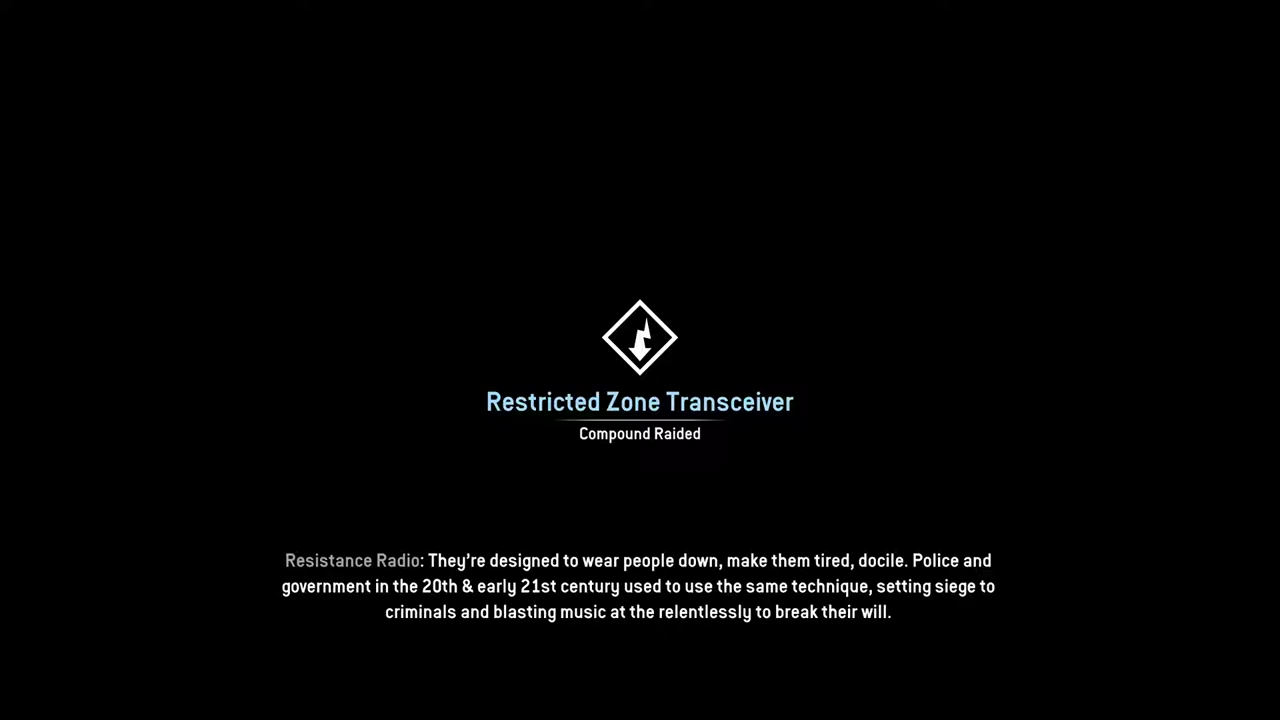 Restricted Zone Transceiver
Compound Raided
Resistance Radio: They're designed to wear people down, make them tired, docile. Police and
government in the 20th & early 21st century used to use the same technique, setting siege to
criminals and blasting music at the relentlessly to break their will.